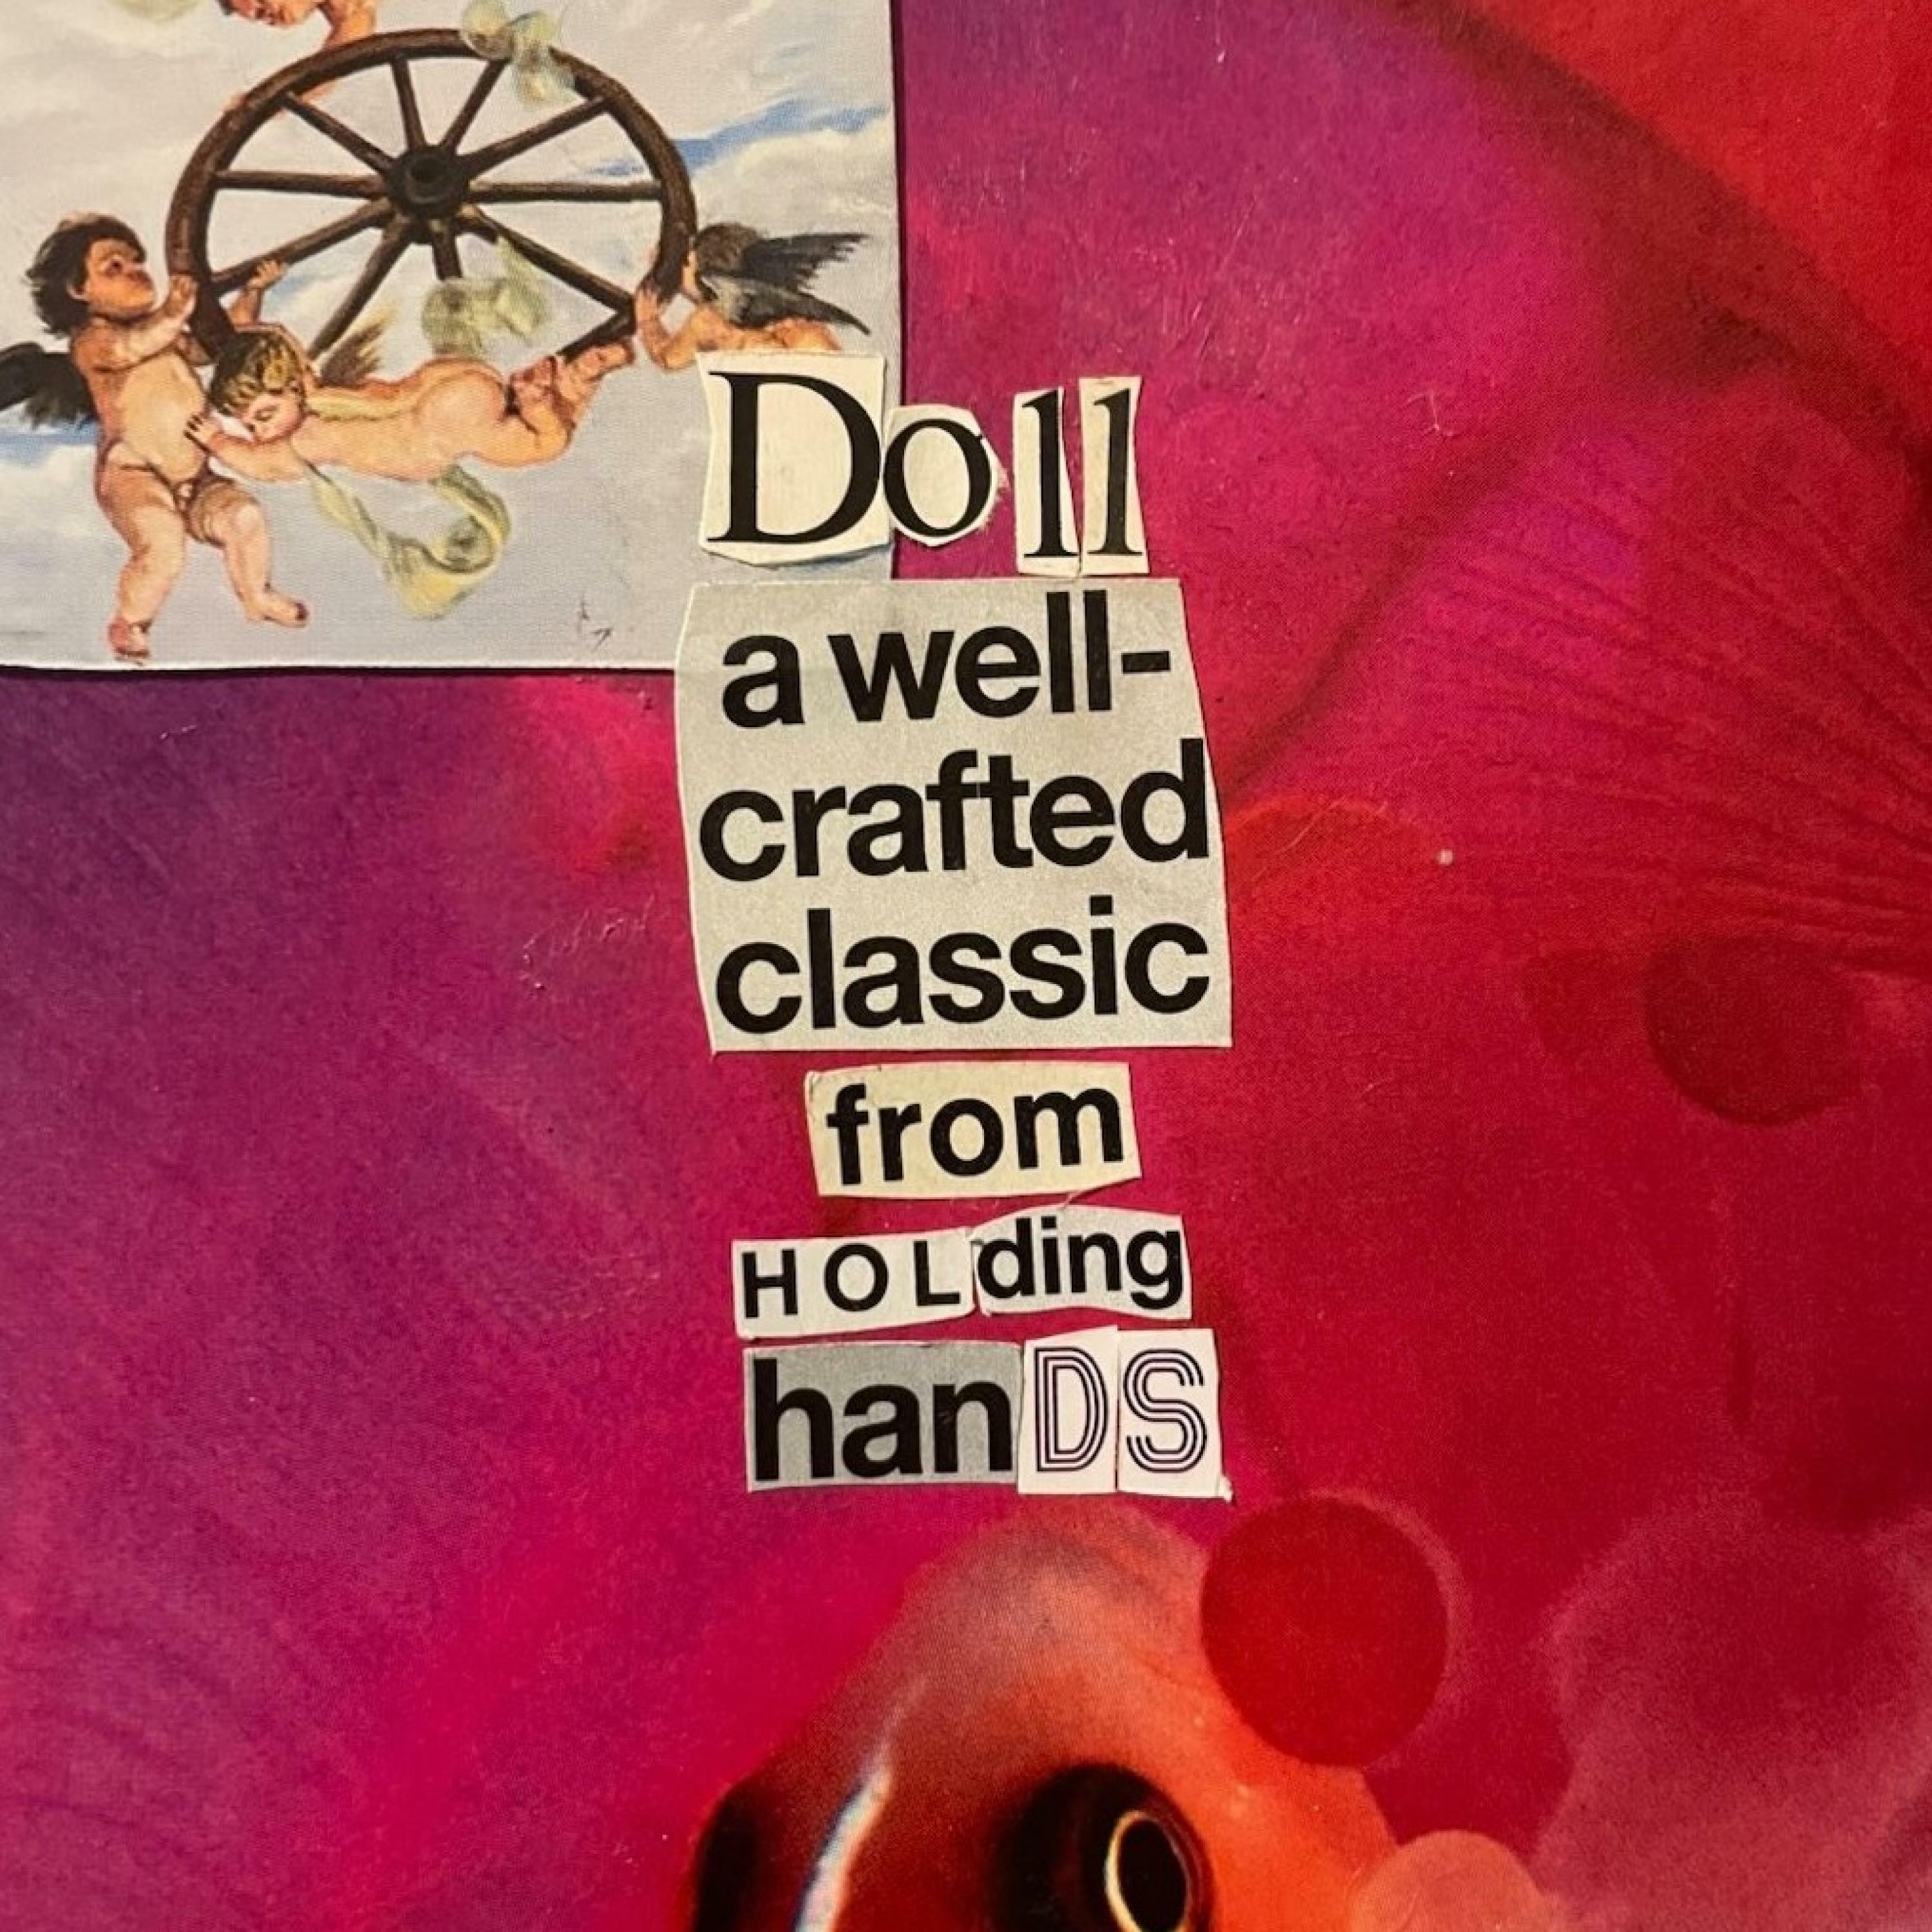 Doll
a well-
crafted
classic
from
HOLding
hanDS